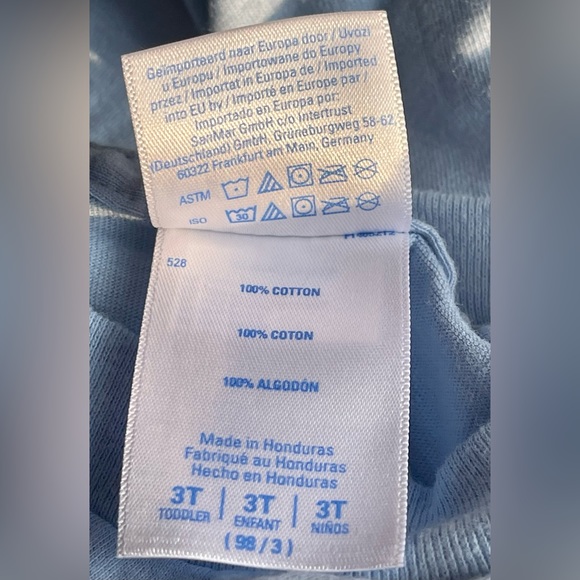 Geïmporteerd naar Europa door / Uvozi
u Europu / Importowane do Europy
przez / Importat in Europa de / Imported
into EU by / Importé en Europe par /
Importado en Europa por:
SanMar GmbH c/o Intertrust
(Deutschland) GmbH, Grüneburgweg 58-62,
60322 Frankfurt am Main, Germany
ASTM
ISO 30
528
100% COTTON
100% COTON
100% ALGODÓN
Made in Honduras
Fabriqué au Honduras
Hecho en Honduras
3T | 3T | 3T
TODDLER ENFANT NIÑOS
(98/3)